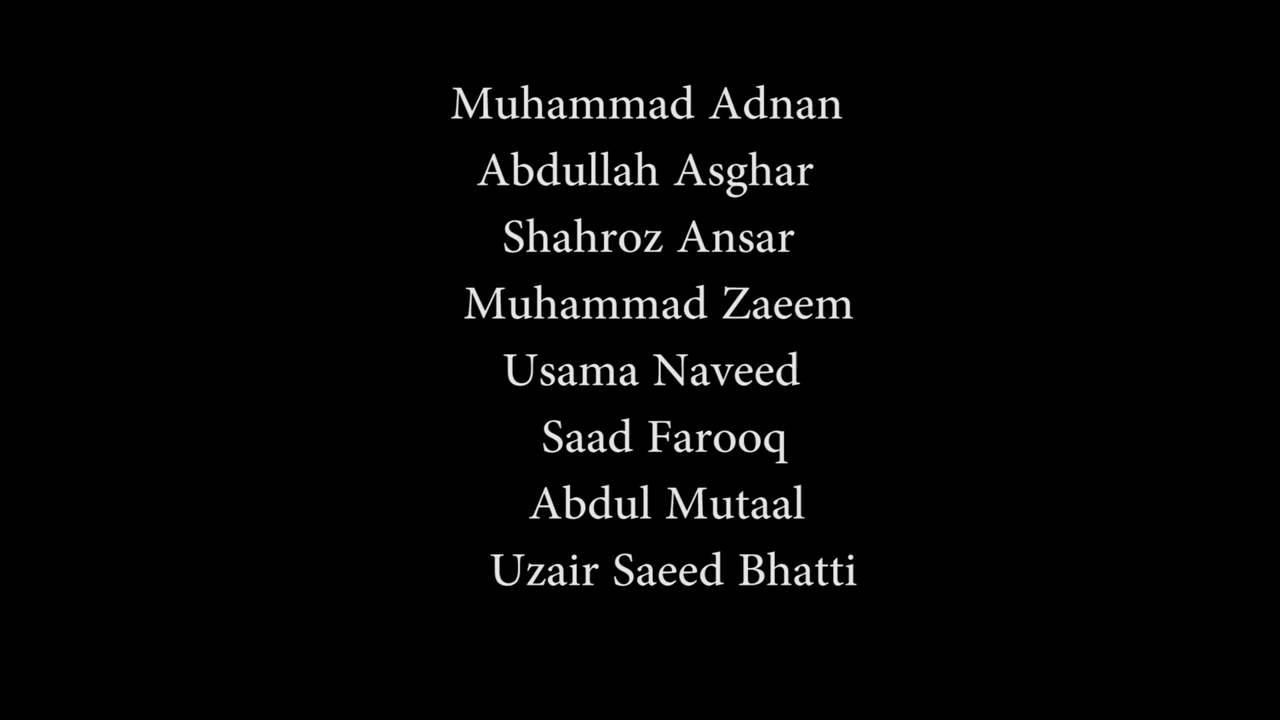 Muhammad Adnan
Abdullah Asghar
Shahroz Ansar
Muhammad Zaeem
Usama Naveed
Saad Farooq
Abdul Mutaal
Uzair Saeed Bhatti